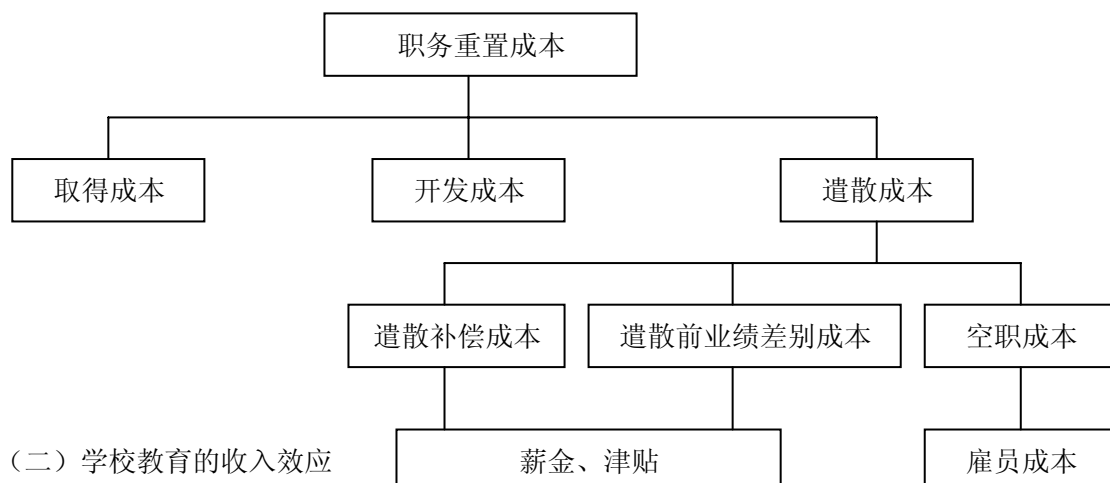 职务重置成本
取得成本
开发成本
遣散成本
遣散补偿成本
遣散前业绩差别成本
空职成本
（二）学校教育的收入效应
薪金、津贴
雇员成本